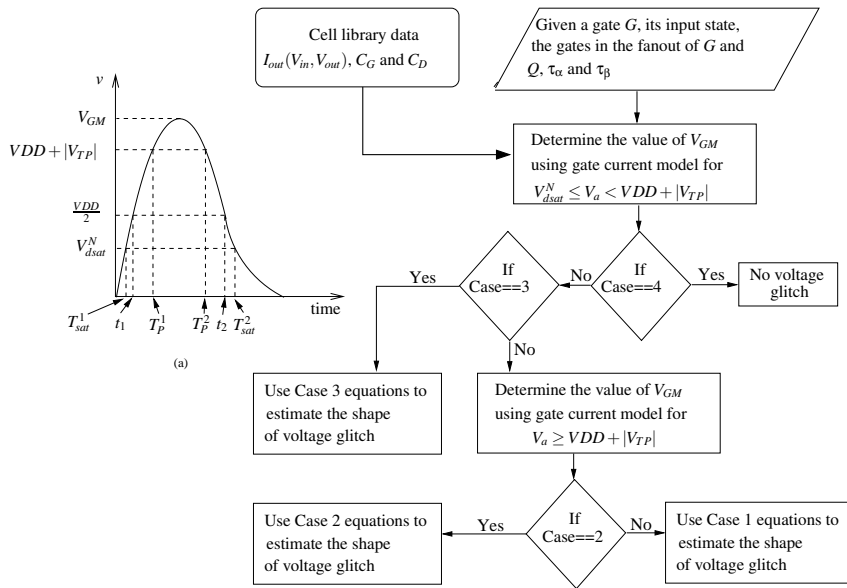 Cell library data
I_out(V_in, V_out), C_G and C_D
Given a gate G, its input state,
the gates in the fanout of G and
Q, τ_α and τ_β
v
V_GM
VDD + |V_TP|
VDD/2
V^N_dsat
T^1_sat t_1 T^1_P T^2_P t_2 T^2_sat
time
(a)
Determine the value of V_GM
using gate current model for
V^N_dsat ≤ V_a < VDD + |V_TP|
If
Case==4
Yes
No voltage
glitch
No
If
Case==3
Yes
Use Case 3 equations to
estimate the shape
of voltage glitch
No
Determine the value of V_GM
using gate current model for
V_a ≥ VDD + |V_TP|
If
Case==2
Yes
Use Case 2 equations to
estimate the shape
of voltage glitch
No
Use Case 1 equations to
estimate the shape
of voltage glitch